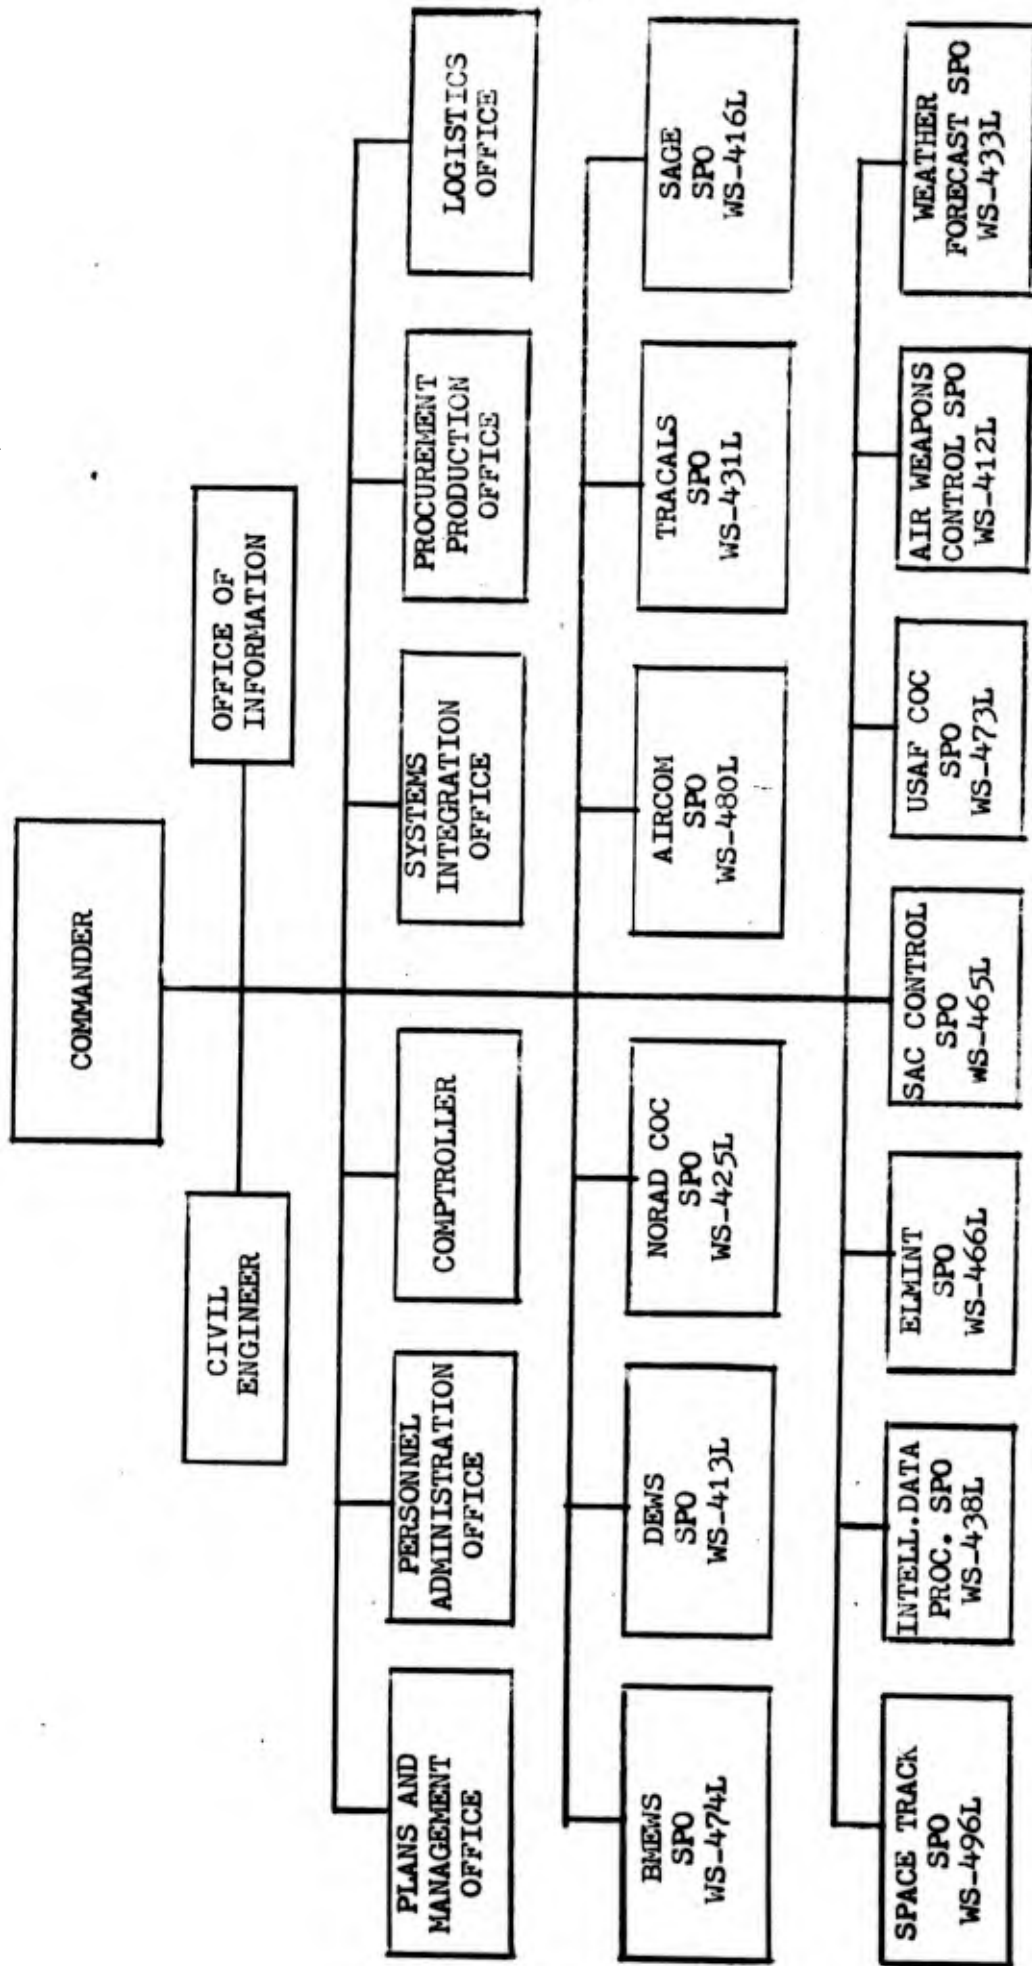 COMMANDER
CIVIL
ENGINEER
OFFICE OF
INFORMATION
PLANS AND
MANAGEMENT
OFFICE
PERSONNEL
ADMINISTRATION
OFFICE
COMPTROLLER
SYSTEMS
INTEGRATION
OFFICE
PROCUREMENT
PRODUCTION
OFFICE
LOGISTICS
OFFICE
BMEWS
SPO
WS-474L
DEWS
SPO
WS-413L
NORAD COC
SPO
WS-425L
AIRCOM
SPO
WS-480L
TRACALS
SPO
WS-431L
SAGE
SPO
WS-416L
SPACE TRACK
SPO
WS-496L
INTELL.DATA
PROC. SPO
WS-438L
ELMINT
SPO
WS-466L
SAC CONTROL
SPO
WS-465L
USAF COC
SPO
WS-473L
AIR WEAPONS
CONTROL SPO
WS-412L
WEATHER
FORECAST SPO
WS-433L